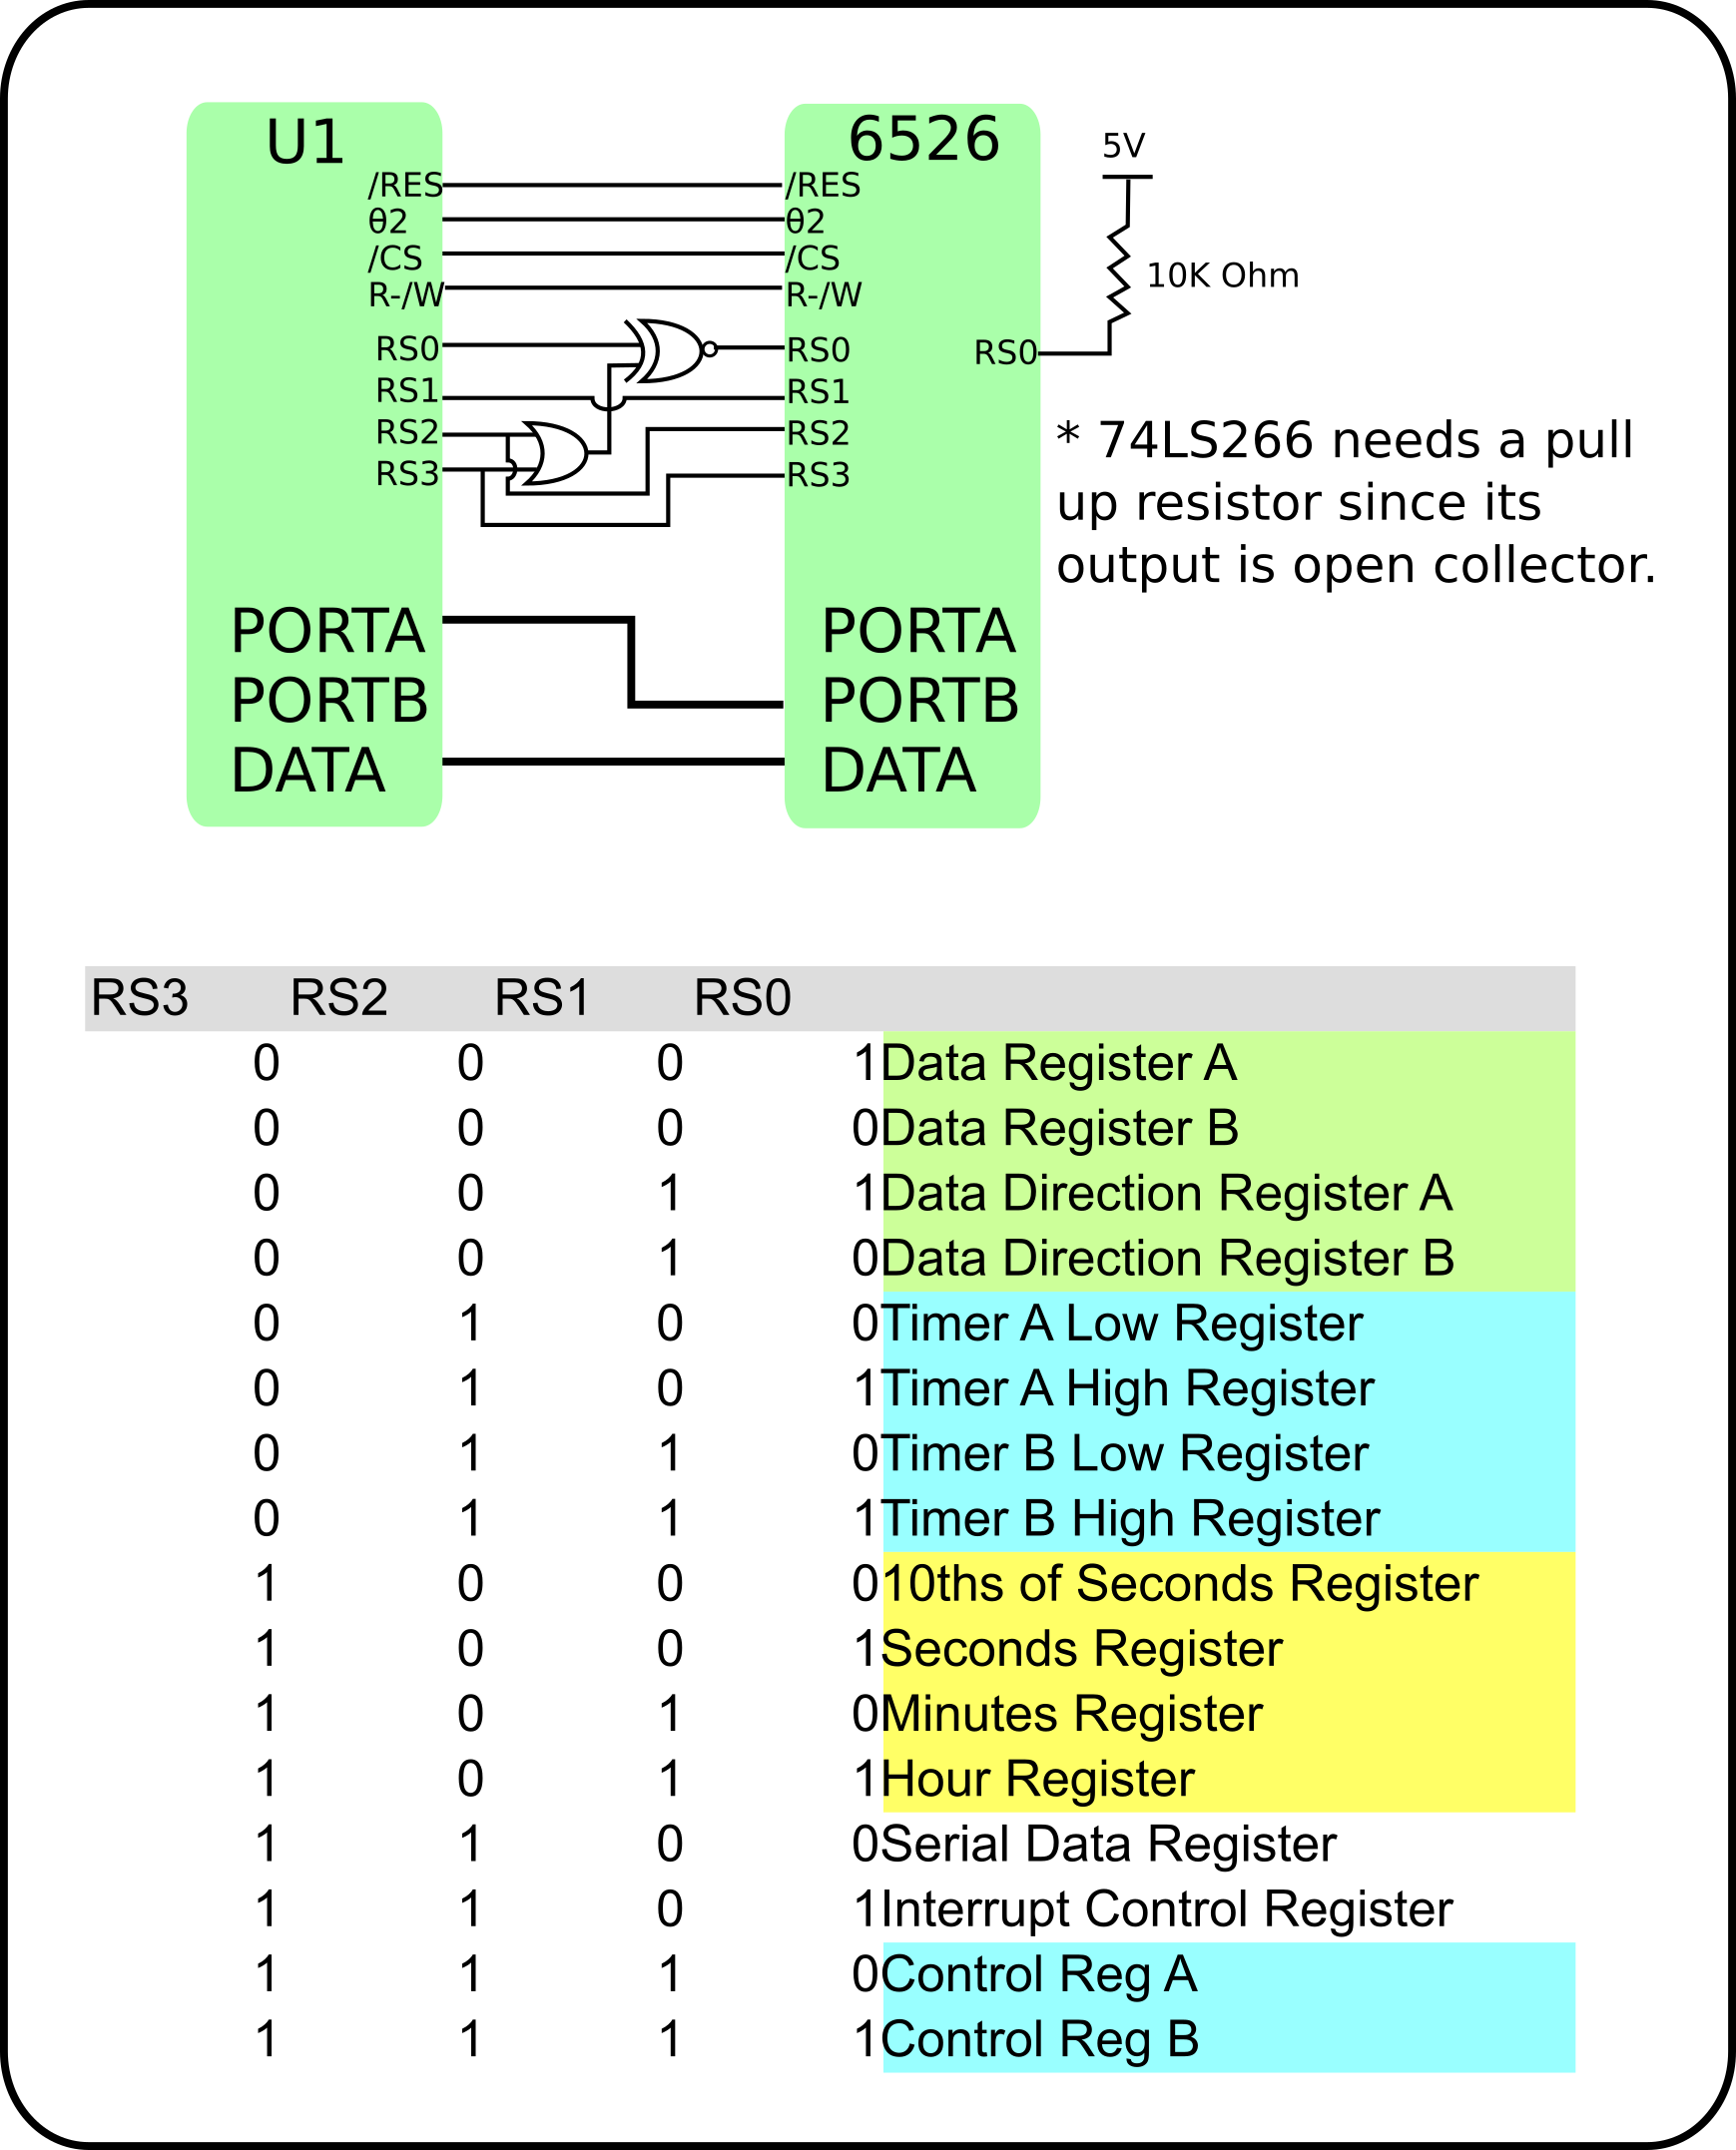 U1
/RES
θ2
/CS
R-/W
RS0
RS1
RS2
RS3
PORTA
PORTB
DATA
6526
/RES
θ2
/CS
R-/W
RS0
RS1
RS2
RS3
PORTA
PORTB
DATA
RS0
5V
10K Ohm
* 74LS266 needs a pull
up resistor since its
output is open collector.
RS3 RS2 RS1 RS0
0 0 0 1 Data Register A
0 0 0 0 Data Register B
0 0 1 1 Data Direction Register A
0 0 1 0 Data Direction Register B
0 1 0 0 Timer A Low Register
0 1 0 1 Timer A High Register
0 1 1 0 Timer B Low Register
0 1 1 1 Timer B High Register
1 0 0 0 10ths of Seconds Register
1 0 0 1 Seconds Register
1 0 1 0 Minutes Register
1 0 1 1 Hour Register
1 1 0 0 Serial Data Register
1 1 0 1 Interrupt Control Register
1 1 1 0 Control Reg A
1 1 1 1 Control Reg B